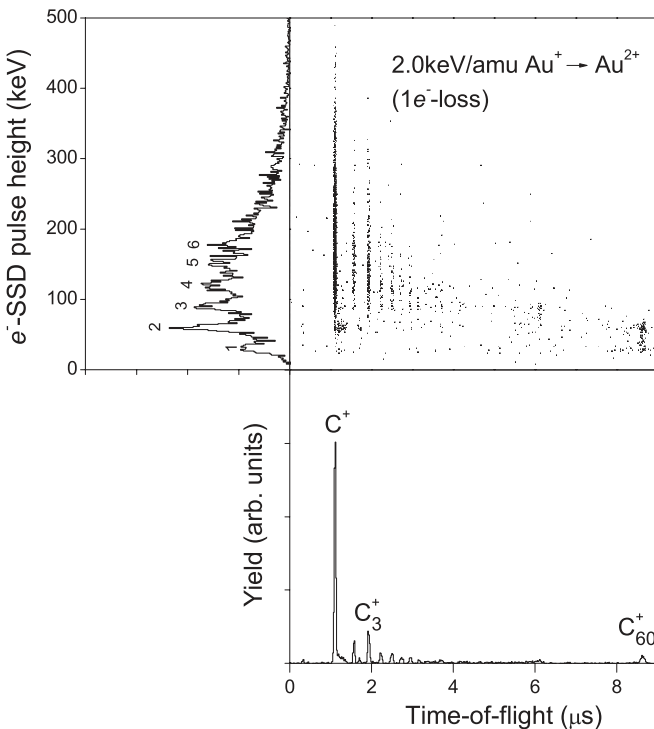 500
400
300
200
100
0
e⁻-SSD pulse height (keV)
6
5
4
3
2
1
2.0keV/amu Au⁺ → Au²⁺
(1e⁻-loss)
C⁺
C₃⁺
C₆₀⁺
Yield (arb. units)
0 2 4 6 8
Time-of-flight (μs)